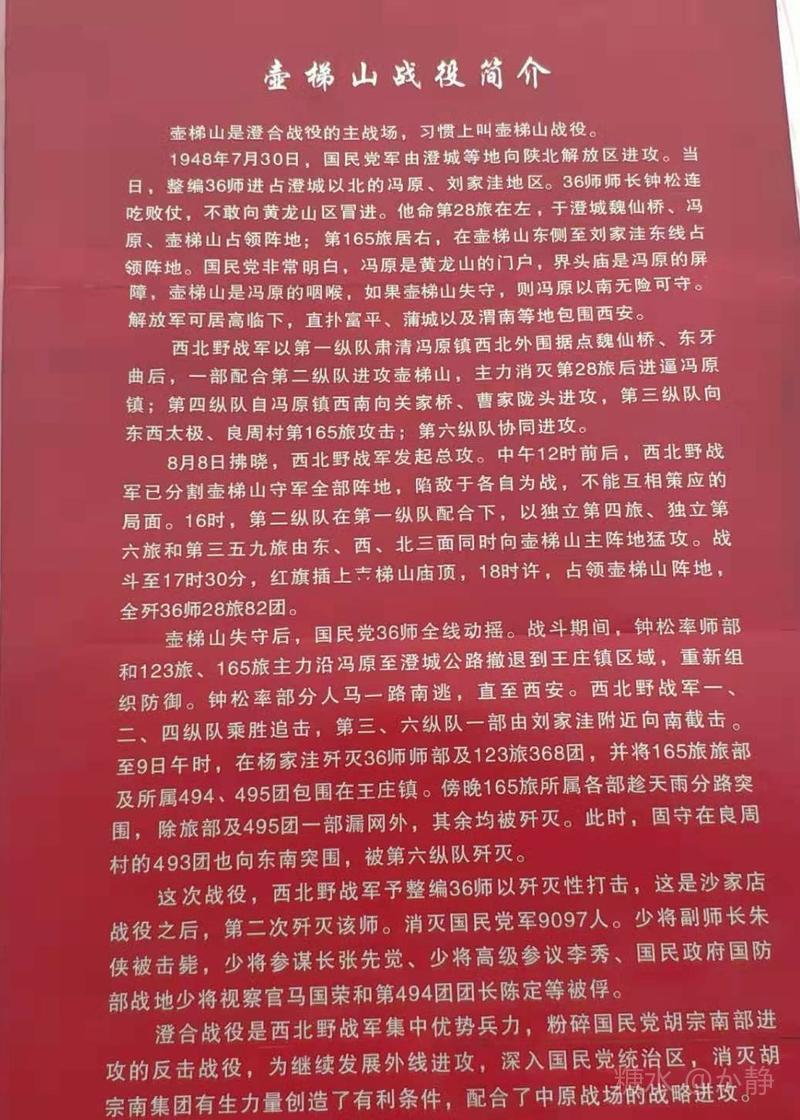 壶梯山战役简介
壶梯山是澄合战役的主战场，习惯上叫壶梯山战役。
1948年7月30日，国民党军由澄城等地向陕北解放区进攻。当
日，整编36师进占澄城以北的冯原、刘家洼地区。36师师长钟松连
吃败仗，不敢向黄龙山区冒进。他命第28旅在左，于澄城魏仙桥、冯
原、壶梯山占领阵地；第165旅居右，在壶梯山东侧至刘家洼东线占
领阵地。国民党非常明白，冯原是黄龙山的门户，界头庙是冯原的屏
障，壶梯山是冯原的咽喉，如果壶梯山失守，则冯原以南无险可守。
解放军可居高临下，直扑富平、蒲城以及渭南等地包围西安。
西北野战军以第一纵队肃清冯原镇西北外围据点魏仙桥、东牙
曲后，一部配合第二纵队进攻壶梯山，主力消灭第28旅后进逼冯原
镇；第四纵队自冯原镇西南向关家桥、曹家陇头进攻，第三纵队向
东西太极、良周村第165旅攻击；第六纵队协同进攻。
8月8日拂晓，西北野战军发起总攻。中午12时前后，西北野战
军已分割壶梯山守军全部阵地，陷敌于各自为战，不能互相策应的
局面。16时，第二纵队在第一纵队配合下，以独立第四旅、独立第
六旅和第三五九旅由东、西、北三面同时向壶梯山主阵地猛攻。战
斗至17时30分，红旗插上壶梯山庙顶，18时许，占领壶梯山阵地，
全歼36师28旅82团。
壶梯山失守后，国民党36师全线动摇。战斗期间，钟松率师部
和123旅、165旅主力沿冯原至澄城公路撤退到王庄镇区域，重新组
织防御。钟松率部分人马一路南逃，直至西安。西北野战军一、
二、四纵队乘胜追击，第三、六纵队一部由刘家洼附近向南截击。
至9日午时，在杨家洼歼灭36师师部及123旅368团，并将165旅旅部
及所属494、495团包围在王庄镇。傍晚165旅所属各部趁天雨分路突
围，除旅部及495团一部漏网外，其余均被歼灭。此时，固守在良周
村的493团也向东南突围，被第六纵队歼灭。
这次战役，西北野战军予整编36师以歼灭性打击，这是沙家店
战役之后，第二次歼灭该师。消灭国民党军9097人。少将副师长朱
侠被击毙，少将参谋长张先觉、少将高级参议李秀、国民政府国防
部战地少将视察官马国荣和第494团团长陈定等被俘。
澄合战役是西北野战军集中优势兵力，粉碎国民党胡宗南部进
攻的反击战役，为继续发展外线进攻，深入国民党统治区，消灭胡
宗南集团有生力量创造了有利条件，配合了中原战场的战略进攻。
糖水 @か静